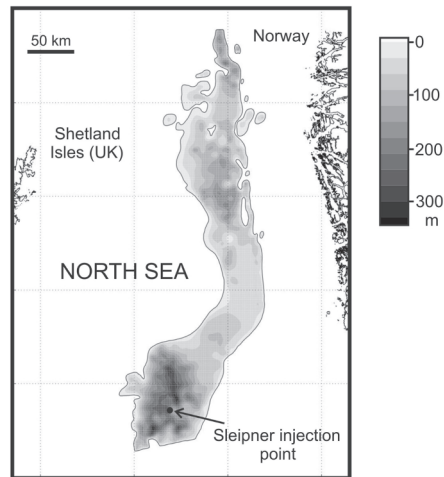 50 km
Norway
Shetland
Isles (UK)
NORTH SEA
Sleipner injection
point
0
100
200
300
m